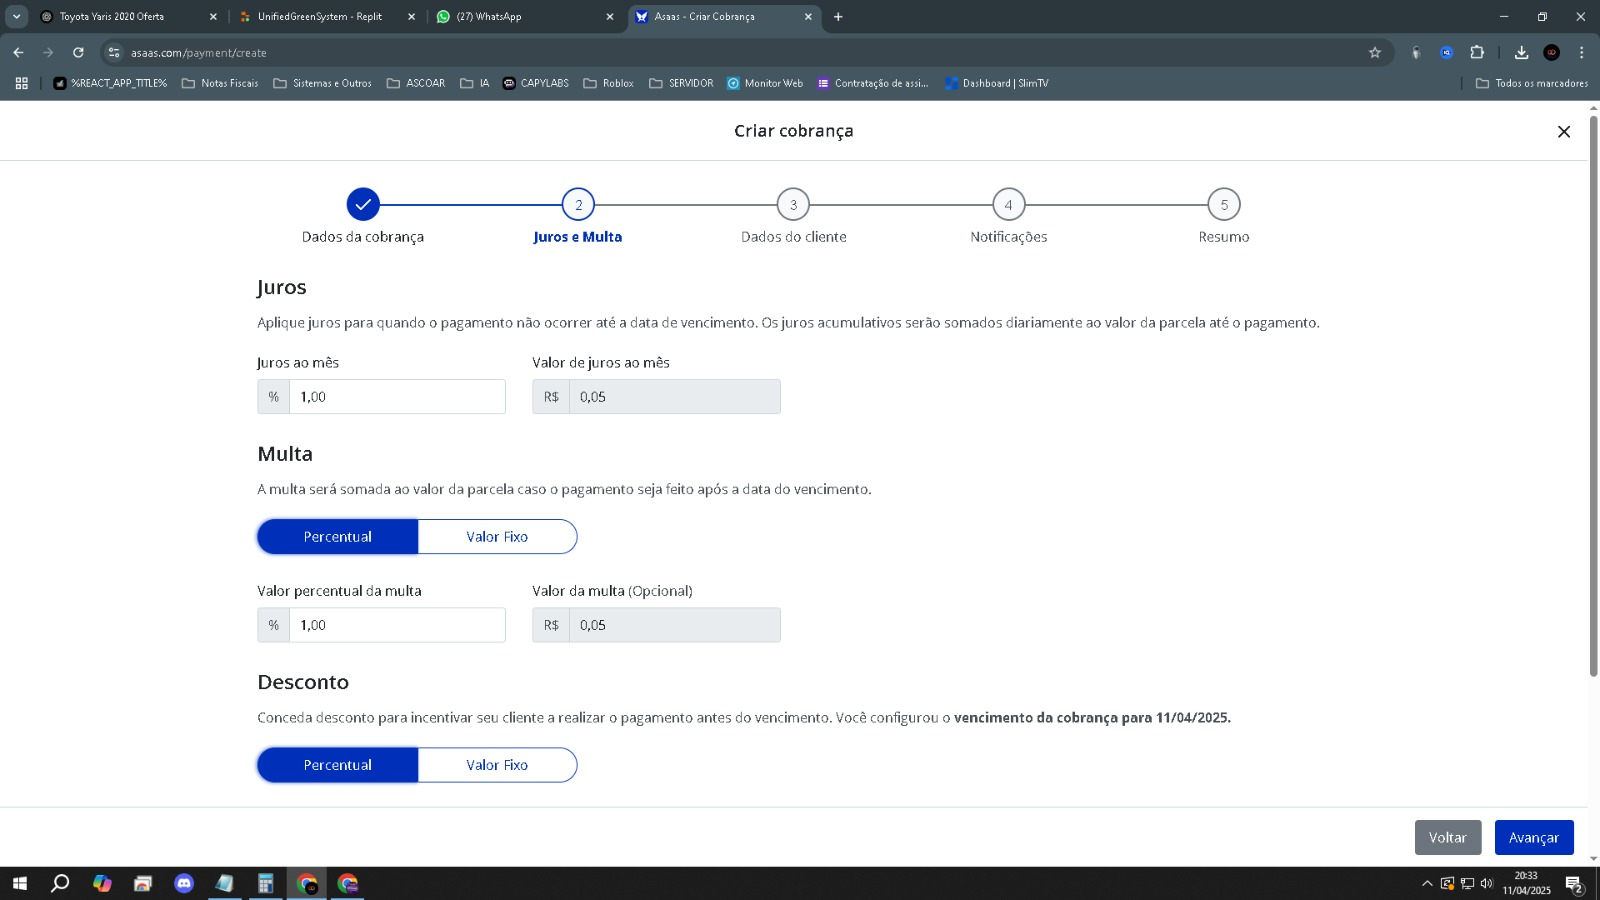 Toyota Yaris 2020 Oferta
UnifiedGreenSystem - Replit
(27) WhatsApp
Asaas - Criar Cobrança
asaas.com/payment/create
%REACT_APP_TITLE%
Notas Fiscais
Sistemas e Outros
ASCOAR
IA
CAPYLABS
Roblox
SERVIDOR
Monitor Web
Contratação de assi...
Dashboard | SlimTV
Todos os marcadores
Criar cobrança
2
3
4
5
Dados da cobrança
Juros e Multa
Dados do cliente
Notificações
Resumo
Juros
Aplique juros para quando o pagamento não ocorrer até a data de vencimento. Os juros acumulativos serão somados diariamente ao valor da parcela até o pagamento.
Juros ao mês
Valor de juros ao mês
% 1,00
R$ 0,05
Multa
A multa será somada ao valor da parcela caso o pagamento seja feito após a data do vencimento.
Percentual
Valor Fixo
Valor percentual da multa
Valor da multa (Opcional)
% 1,00
R$ 0,05
Desconto
Conceda desconto para incentivar seu cliente a realizar o pagamento antes do vencimento. Você configurou o vencimento da cobrança para 11/04/2025.
Percentual
Valor Fixo
Voltar
Avançar
20:33
11/04/2025
2